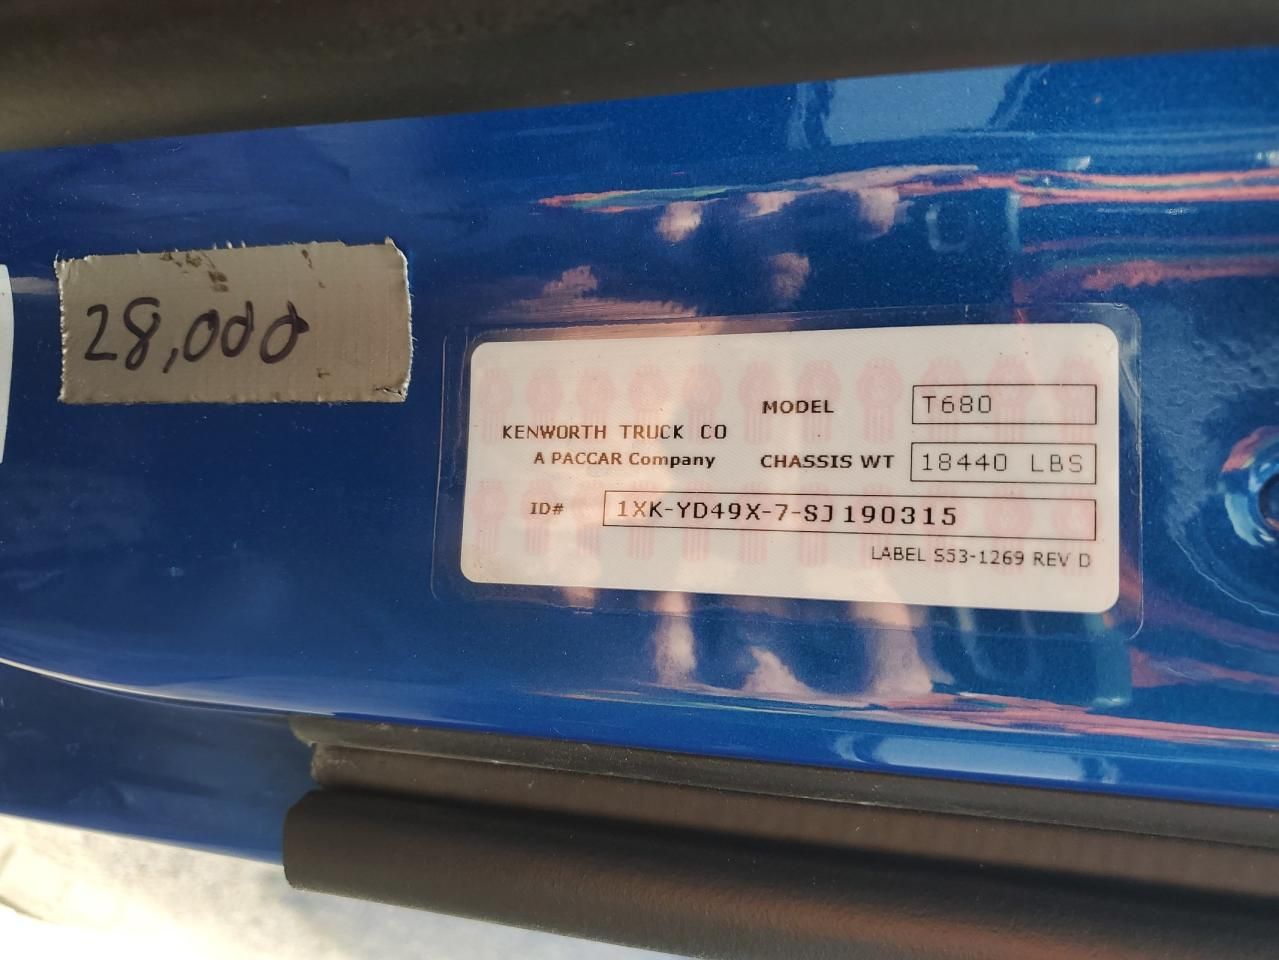 28,000
MODEL T680
KENWORTH TRUCK CO
A PACCAR Company
CHASSIS WT 18440 LBS
ID# 1XK-YD49X-7-SJ190315
LABEL S53-1269 REV D